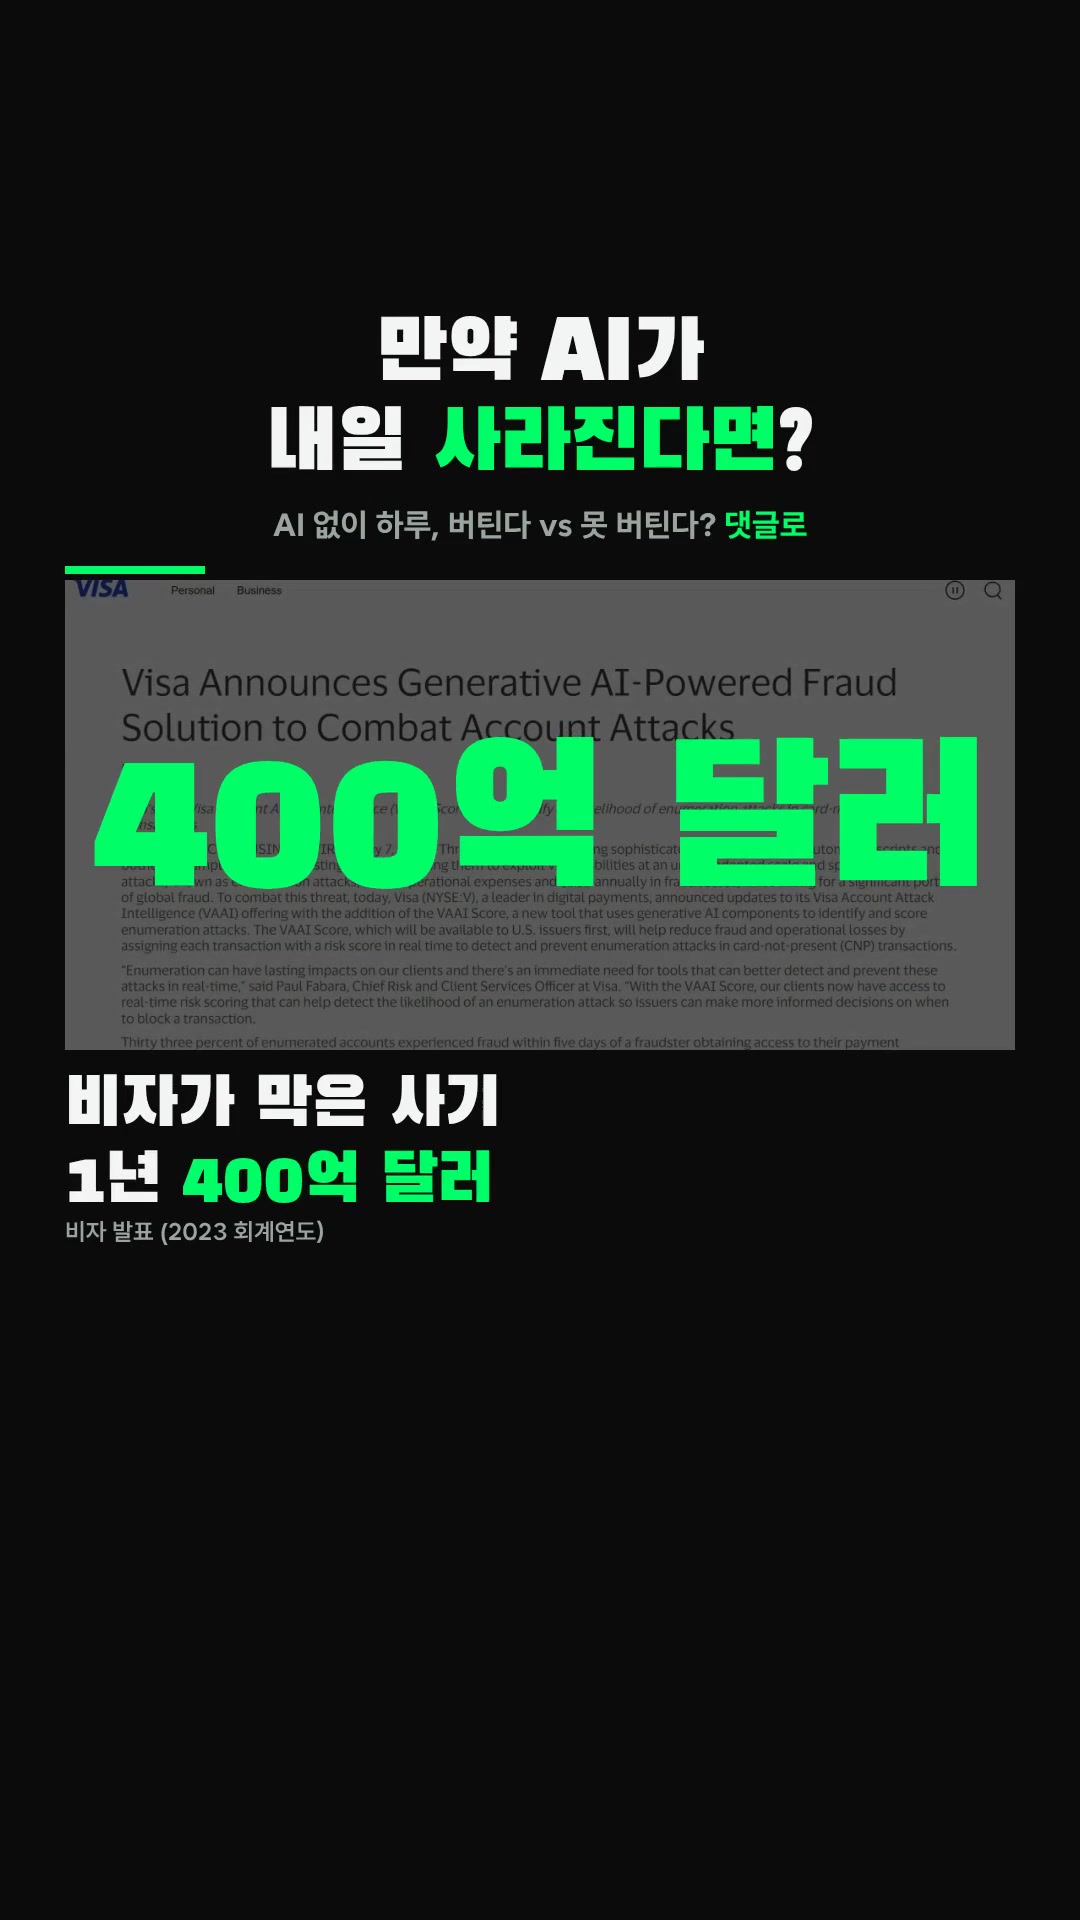 만약 AI가
내일 사라진다면?
AI 없이 하루, 버틴다 vs 못 버틴다? 댓글로
VISA Personal Business
Visa Announces Generative AI-Powered Fraud
Solution to Combat Account Attacks
400억 달러
of global fraud. To combat this threat, today, Visa (NYSE:V), a leader in digital payments, announced updates to its Visa Account Attack
Intelligence (VAAI) offering with the addition of the VAAI Score, a new tool that uses generative AI components to identify and score
enumeration attacks. The VAAI Score, which will be available to U.S. issuers first, will help reduce fraud and operational losses by
assigning each transaction with a risk score in real time to detect and prevent enumeration attacks in card-not-present (CNP) transactions.
"Enumeration can have lasting impacts on our clients and there's an immediate need for tools that can better detect and prevent these
attacks in real-time," said Paul Fabara, Chief Risk and Client Services Officer at Visa. "With the VAAI Score, our clients now have access to
real-time risk scoring that can help detect the likelihood of an enumeration attack so issuers can make more informed decisions on when
to block a transaction.
Thirty three percent of enumerated accounts experienced fraud within five days of a fraudster obtaining access to their payment
비자가 막은 사기
1년 400억 달러
비자 발표 (2023 회계연도)